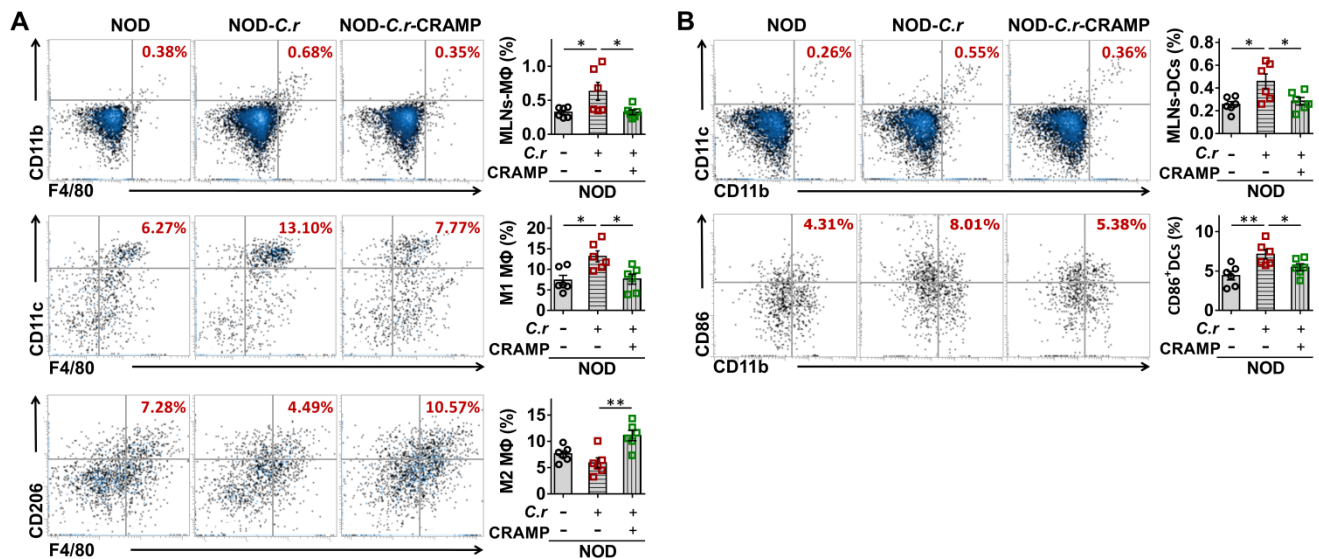 A
NOD
NOD-C.r
NOD-C.r-CRAMP
CD11b
0.38%
0.68%
0.35%
F4/80
MLNs-MΦ (%)
1.5
1.0
0.5
0.0
* *
C.r - + +
CRAMP - - +
NOD
CD11c
6.27%
13.10%
7.77%
F4/80
M1 MΦ (%)
20
15
10
5
0
* *
C.r - + +
CRAMP - - +
NOD
CD206
7.28%
4.49%
10.57%
F4/80
M2 MΦ (%)
15
10
5
0
**
C.r - + +
CRAMP - - +
NOD
B
NOD
NOD-C.r
NOD-C.r-CRAMP
CD11c
0.26%
0.55%
0.36%
CD11b
MLNs-DCs (%)
0.8
0.6
0.4
0.2
0.0
* *
C.r - + +
CRAMP - - +
NOD
CD86
4.31%
8.01%
5.38%
CD11b
CD86⁺DCs (%)
10
5
0
** *
C.r - + +
CRAMP - - +
NOD